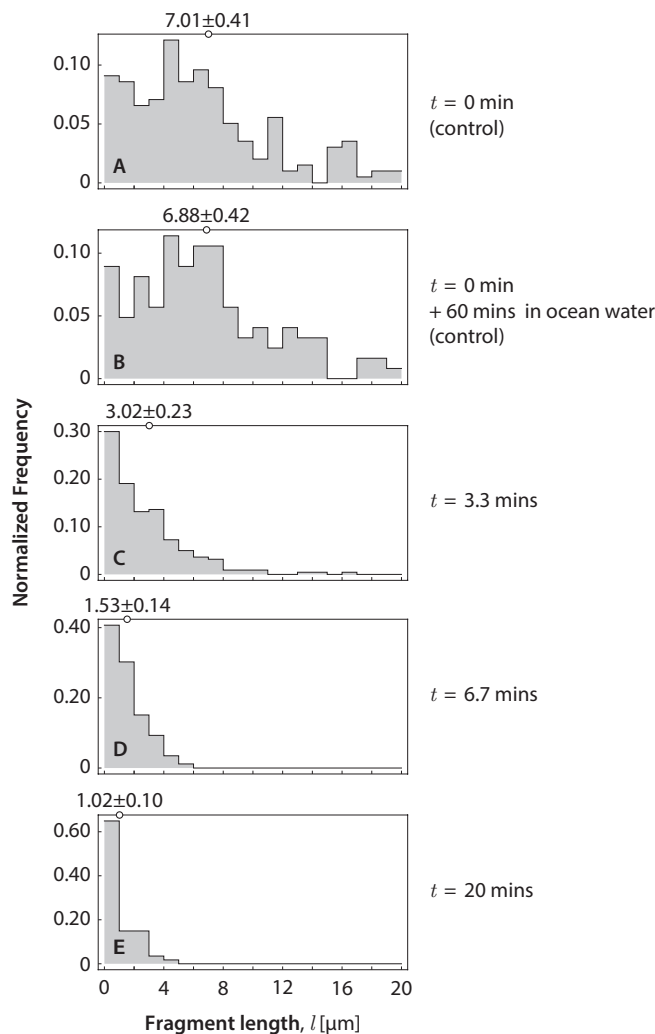 7.01±0.41
0.10
0.05
0
A
t = 0 min
(control)
6.88±0.42
0.10
0.05
0
B
t = 0 min
+ 60 mins in ocean water
(control)
Normalized Frequency
3.02±0.23
0.30
0.20
0.10
0
C
t = 3.3 mins
1.53±0.14
0.40
0.20
0
D
t = 6.7 mins
1.02±0.10
0.60
0.20
0
E
t = 20 mins
0 4 8 12 16 20
Fragment length, l [μm]